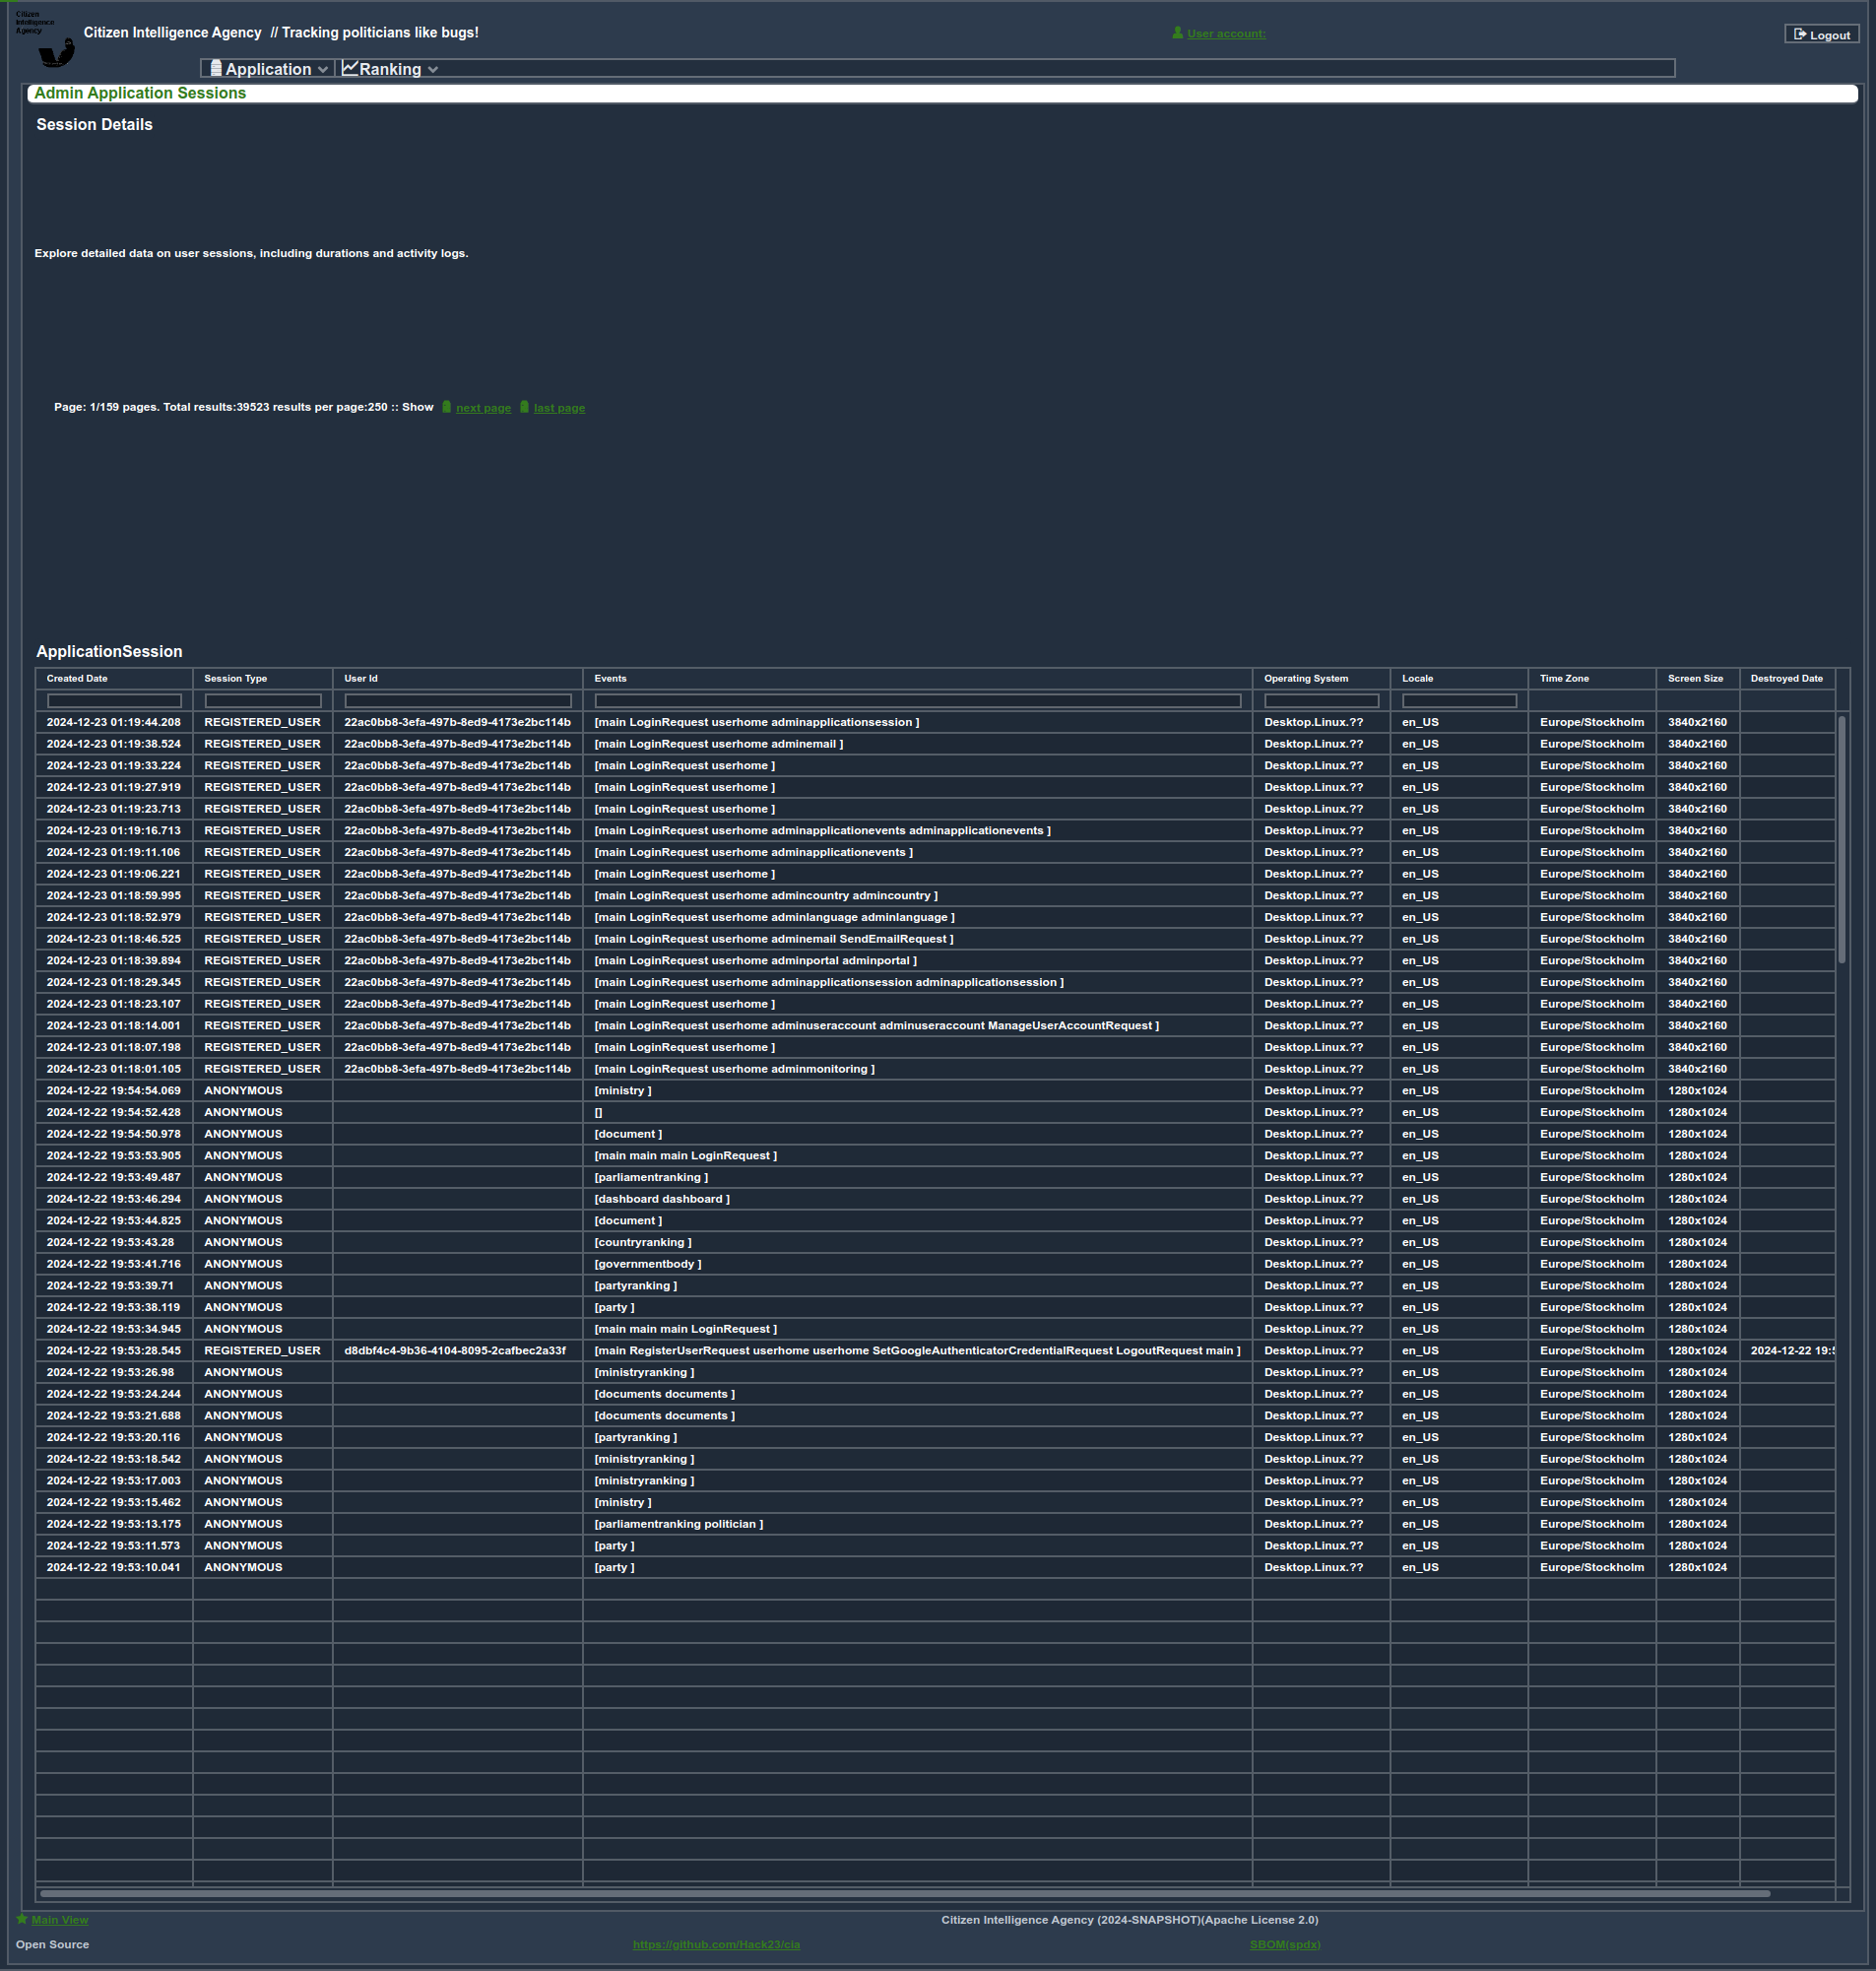 Citizen
Intelligence
Agency
Citizen Intelligence Agency // Tracking politicians like bugs!
User account:
Logout
Application Ranking
Admin Application Sessions
Session Details
Explore detailed data on user sessions, including durations and activity logs.
Page: 1/159 pages. Total results:39523 results per page:250 :: Show next page last page
ApplicationSession
Created Date Session Type User Id Events Operating System Locale Time Zone Screen Size Destroyed Date
2024-12-23 01:19:44.208 REGISTERED_USER 22ac0bb8-3efa-497b-8ed9-4173e2bc114b [main LoginRequest userhome adminapplicationsession ] Desktop.Linux.?? en_US Europe/Stockholm 3840x2160
2024-12-23 01:19:38.524 REGISTERED_USER 22ac0bb8-3efa-497b-8ed9-4173e2bc114b [main LoginRequest userhome adminemail ] Desktop.Linux.?? en_US Europe/Stockholm 3840x2160
2024-12-23 01:19:33.224 REGISTERED_USER 22ac0bb8-3efa-497b-8ed9-4173e2bc114b [main LoginRequest userhome ] Desktop.Linux.?? en_US Europe/Stockholm 3840x2160
2024-12-23 01:19:27.919 REGISTERED_USER 22ac0bb8-3efa-497b-8ed9-4173e2bc114b [main LoginRequest userhome ] Desktop.Linux.?? en_US Europe/Stockholm 3840x2160
2024-12-23 01:19:23.713 REGISTERED_USER 22ac0bb8-3efa-497b-8ed9-4173e2bc114b [main LoginRequest userhome ] Desktop.Linux.?? en_US Europe/Stockholm 3840x2160
2024-12-23 01:19:16.713 REGISTERED_USER 22ac0bb8-3efa-497b-8ed9-4173e2bc114b [main LoginRequest userhome adminapplicationevents adminapplicationevents ] Desktop.Linux.?? en_US Europe/Stockholm 3840x2160
2024-12-23 01:19:11.106 REGISTERED_USER 22ac0bb8-3efa-497b-8ed9-4173e2bc114b [main LoginRequest userhome adminapplicationevents ] Desktop.Linux.?? en_US Europe/Stockholm 3840x2160
2024-12-23 01:19:06.221 REGISTERED_USER 22ac0bb8-3efa-497b-8ed9-4173e2bc114b [main LoginRequest userhome ] Desktop.Linux.?? en_US Europe/Stockholm 3840x2160
2024-12-23 01:18:59.995 REGISTERED_USER 22ac0bb8-3efa-497b-8ed9-4173e2bc114b [main LoginRequest userhome admincountry admincountry ] Desktop.Linux.?? en_US Europe/Stockholm 3840x2160
2024-12-23 01:18:52.979 REGISTERED_USER 22ac0bb8-3efa-497b-8ed9-4173e2bc114b [main LoginRequest userhome adminlanguage adminlanguage ] Desktop.Linux.?? en_US Europe/Stockholm 3840x2160
2024-12-23 01:18:46.525 REGISTERED_USER 22ac0bb8-3efa-497b-8ed9-4173e2bc114b [main LoginRequest userhome adminemail SendEmailRequest ] Desktop.Linux.?? en_US Europe/Stockholm 3840x2160
2024-12-23 01:18:39.894 REGISTERED_USER 22ac0bb8-3efa-497b-8ed9-4173e2bc114b [main LoginRequest userhome adminportal adminportal ] Desktop.Linux.?? en_US Europe/Stockholm 3840x2160
2024-12-23 01:18:29.345 REGISTERED_USER 22ac0bb8-3efa-497b-8ed9-4173e2bc114b [main LoginRequest userhome adminapplicationsession adminapplicationsession ] Desktop.Linux.?? en_US Europe/Stockholm 3840x2160
2024-12-23 01:18:23.107 REGISTERED_USER 22ac0bb8-3efa-497b-8ed9-4173e2bc114b [main LoginRequest userhome ] Desktop.Linux.?? en_US Europe/Stockholm 3840x2160
2024-12-23 01:18:14.001 REGISTERED_USER 22ac0bb8-3efa-497b-8ed9-4173e2bc114b [main LoginRequest userhome adminuseraccount adminuseraccount ManageUserAccountRequest ] Desktop.Linux.?? en_US Europe/Stockholm 3840x2160
2024-12-23 01:18:07.198 REGISTERED_USER 22ac0bb8-3efa-497b-8ed9-4173e2bc114b [main LoginRequest userhome ] Desktop.Linux.?? en_US Europe/Stockholm 3840x2160
2024-12-23 01:18:01.105 REGISTERED_USER 22ac0bb8-3efa-497b-8ed9-4173e2bc114b [main LoginRequest userhome adminmonitoring ] Desktop.Linux.?? en_US Europe/Stockholm 3840x2160
2024-12-22 19:54:54.069 ANONYMOUS [ministry ] Desktop.Linux.?? en_US Europe/Stockholm 1280x1024
2024-12-22 19:54:52.428 ANONYMOUS [] Desktop.Linux.?? en_US Europe/Stockholm 1280x1024
2024-12-22 19:54:50.978 ANONYMOUS [document ] Desktop.Linux.?? en_US Europe/Stockholm 1280x1024
2024-12-22 19:53:53.905 ANONYMOUS [main main main LoginRequest ] Desktop.Linux.?? en_US Europe/Stockholm 1280x1024
2024-12-22 19:53:49.487 ANONYMOUS [parliamentranking ] Desktop.Linux.?? en_US Europe/Stockholm 1280x1024
2024-12-22 19:53:46.294 ANONYMOUS [dashboard dashboard ] Desktop.Linux.?? en_US Europe/Stockholm 1280x1024
2024-12-22 19:53:44.825 ANONYMOUS [document ] Desktop.Linux.?? en_US Europe/Stockholm 1280x1024
2024-12-22 19:53:43.28 ANONYMOUS [countryranking ] Desktop.Linux.?? en_US Europe/Stockholm 1280x1024
2024-12-22 19:53:41.716 ANONYMOUS [governmentbody ] Desktop.Linux.?? en_US Europe/Stockholm 1280x1024
2024-12-22 19:53:39.71 ANONYMOUS [partyranking ] Desktop.Linux.?? en_US Europe/Stockholm 1280x1024
2024-12-22 19:53:38.119 ANONYMOUS [party ] Desktop.Linux.?? en_US Europe/Stockholm 1280x1024
2024-12-22 19:53:34.945 ANONYMOUS [main main main LoginRequest ] Desktop.Linux.?? en_US Europe/Stockholm 1280x1024
2024-12-22 19:53:28.545 REGISTERED_USER d8dbf4c4-9b36-4104-8095-2cafbec2a33f [main RegisterUserRequest userhome userhome SetGoogleAuthenticatorCredentialRequest LogoutRequest main ] Desktop.Linux.?? en_US Europe/Stockholm 1280x1024 2024-12-22 19:5
2024-12-22 19:53:26.98 ANONYMOUS [ministryranking ] Desktop.Linux.?? en_US Europe/Stockholm 1280x1024
2024-12-22 19:53:24.244 ANONYMOUS [documents documents ] Desktop.Linux.?? en_US Europe/Stockholm 1280x1024
2024-12-22 19:53:21.688 ANONYMOUS [documents documents ] Desktop.Linux.?? en_US Europe/Stockholm 1280x1024
2024-12-22 19:53:20.116 ANONYMOUS [partyranking ] Desktop.Linux.?? en_US Europe/Stockholm 1280x1024
2024-12-22 19:53:18.542 ANONYMOUS [ministryranking ] Desktop.Linux.?? en_US Europe/Stockholm 1280x1024
2024-12-22 19:53:17.003 ANONYMOUS [ministryranking ] Desktop.Linux.?? en_US Europe/Stockholm 1280x1024
2024-12-22 19:53:15.462 ANONYMOUS [ministry ] Desktop.Linux.?? en_US Europe/Stockholm 1280x1024
2024-12-22 19:53:13.175 ANONYMOUS [parliamentranking politician ] Desktop.Linux.?? en_US Europe/Stockholm 1280x1024
2024-12-22 19:53:11.573 ANONYMOUS [party ] Desktop.Linux.?? en_US Europe/Stockholm 1280x1024
2024-12-22 19:53:10.041 ANONYMOUS [party ] Desktop.Linux.?? en_US Europe/Stockholm 1280x1024
Main View
Citizen Intelligence Agency (2024-SNAPSHOT)(Apache License 2.0)
Open Source
https://github.com/Hack23/cia
SBOM(spdx)